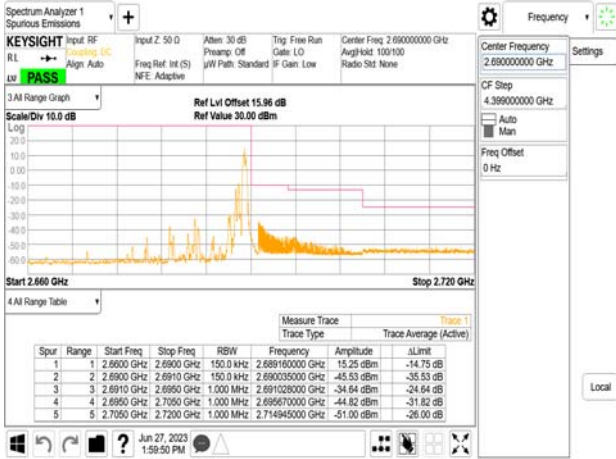 Spectrum Analyzer 1
Spurious Emissions
Frequency
KEYSIGHT Input: RF Input Z: 50 Ω Atten: 30 dB Trig: Free Run Center Freq: 2.690000000 GHz
RL Coupling: DC Preamp: Off Gate: LO Avg|Hold: 100/100
Align: Auto Freq Ref: Int (S) µW Path: Standard IF Gain: Low Radio Std: None
NFE: Adaptive
PASS
Center Frequency
2.690000000 GHz
Settings
CF Step
4.399000000 GHz
Auto
Man
Freq Offset
0 Hz
3 All Range Graph
Ref Lvl Offset 15.96 dB
Scale/Div 10.0 dB Ref Value 30.00 dBm
Log
20.0
10.0
0.00
-10.0
-20.0
-30.0
-40.0
-50.0
-60.0
Start 2.660 GHz Stop 2.720 GHz
4 All Range Table
Measure Trace Trace 1
Trace Type Trace Average (Active)
Spur Range Start Freq Stop Freq RBW Frequency Amplitude ΔLimit
1 1 2.6600 GHz 2.6900 GHz 150.0 kHz 2.689160000 GHz 15.25 dBm -14.75 dB
2 2 2.6900 GHz 2.6910 GHz 150.0 kHz 2.690035000 GHz -45.53 dBm -35.53 dB
3 3 2.6910 GHz 2.6950 GHz 1.000 MHz 2.691028000 GHz -34.64 dBm -24.64 dB
4 4 2.6950 GHz 2.7050 GHz 1.000 MHz 2.695670000 GHz -44.82 dBm -31.82 dB
5 5 2.7050 GHz 2.7200 GHz 1.000 MHz 2.714945000 GHz -51.00 dBm -26.00 dB
Local
Jun 27, 2023
1:59:50 PM